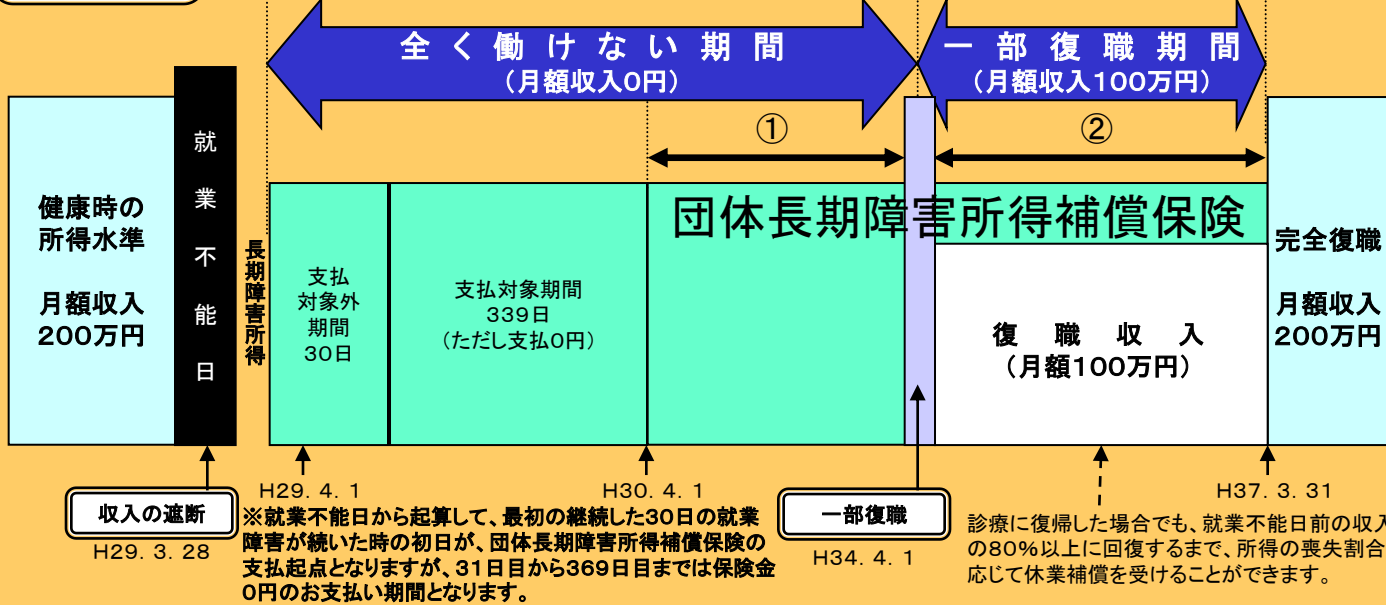 全く働けない期間
（月額収入０円）
一部復職期間
（月額収入１００万円）
①
②
健康時の
所得水準
月額収入
２００万円
就業不能日
長期障害所得
支払
対象外
期間
３０日
支払対象期間
３３９日
（ただし支払０円）
団体長期障害所得補償保険
復職収入
（月額１００万円）
完全復職
月額収入
２００万円
収入の遮断
Ｈ２９．３．２８
Ｈ２９．４．１
Ｈ３０．４．１
※就業不能日から起算して、最初の継続した３０日の就業
障害が続いた時の初日が、団体長期障害所得補償保険の
支払起点となりますが、３１日目から３６９日目までは保険金
０円のお支払い期間となります。
一部復職
Ｈ３４．４．１
Ｈ３７．３．３１
診療に復帰した場合でも、就業不能日前の収入
の８０％以上に回復するまで、所得の喪失割合
応じて休業補償を受けることができます。